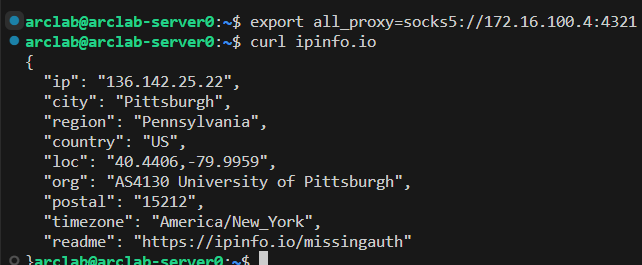 arclab@arclab-server0:~$ export all_proxy=socks5://172.16.100.4:4321
arclab@arclab-server0:~$ curl ipinfo.io
{
  "ip": "136.142.25.22",
  "city": "Pittsburgh",
  "region": "Pennsylvania",
  "country": "US",
  "loc": "40.4406,-79.9959",
  "org": "AS4130 University of Pittsburgh",
  "postal": "15212",
  "timezone": "America/New_York",
  "readme": "https://ipinfo.io/missingauth"
}arclab@arclab-server0:~$